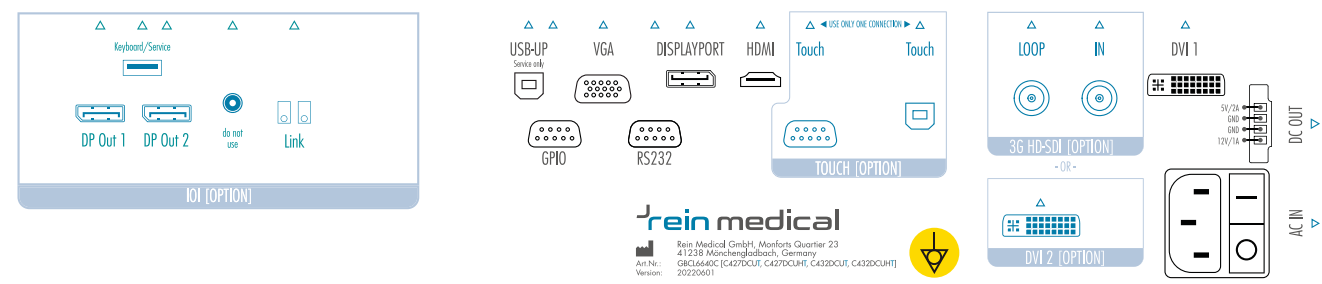 Keyboard/Service
DP Out 1
DP Out 2
do not
use
Link
IOI [OPTION]
USB-UP
Service only
VGA
DISPLAYPORT
HDMI
GPIO
RS232
USE ONLY ONE CONNECTION
Touch
Touch
TOUCH [OPTION]
LOOP
IN
3G HD-SDI [OPTION]
- OR -
DVI 2 [OPTION]
DVI 1
5V/2A
GND
GND
12V/1A
DC OUT
AC IN
rein medical
Rein Medical GmbH, Monforts Quartier 23
41238 Mönchengladbach, Germany
Art.Nr.: GBCL6640C [C427DCUT, C427DCUHT, C432DCUT, C432DCUHT]
Version: 20220601